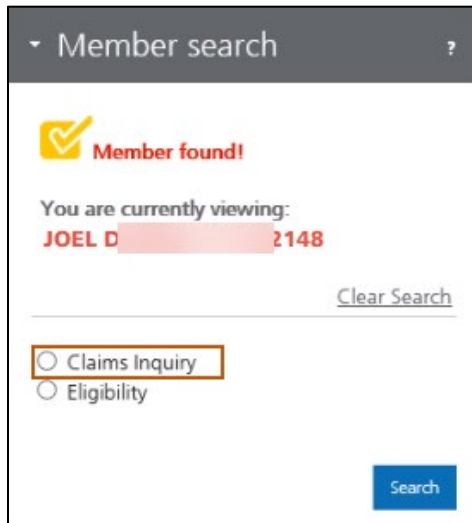 Member search ?
Member found!
You are currently viewing:
JOEL D 2148
Clear Search
Claims Inquiry
Eligibility
Search